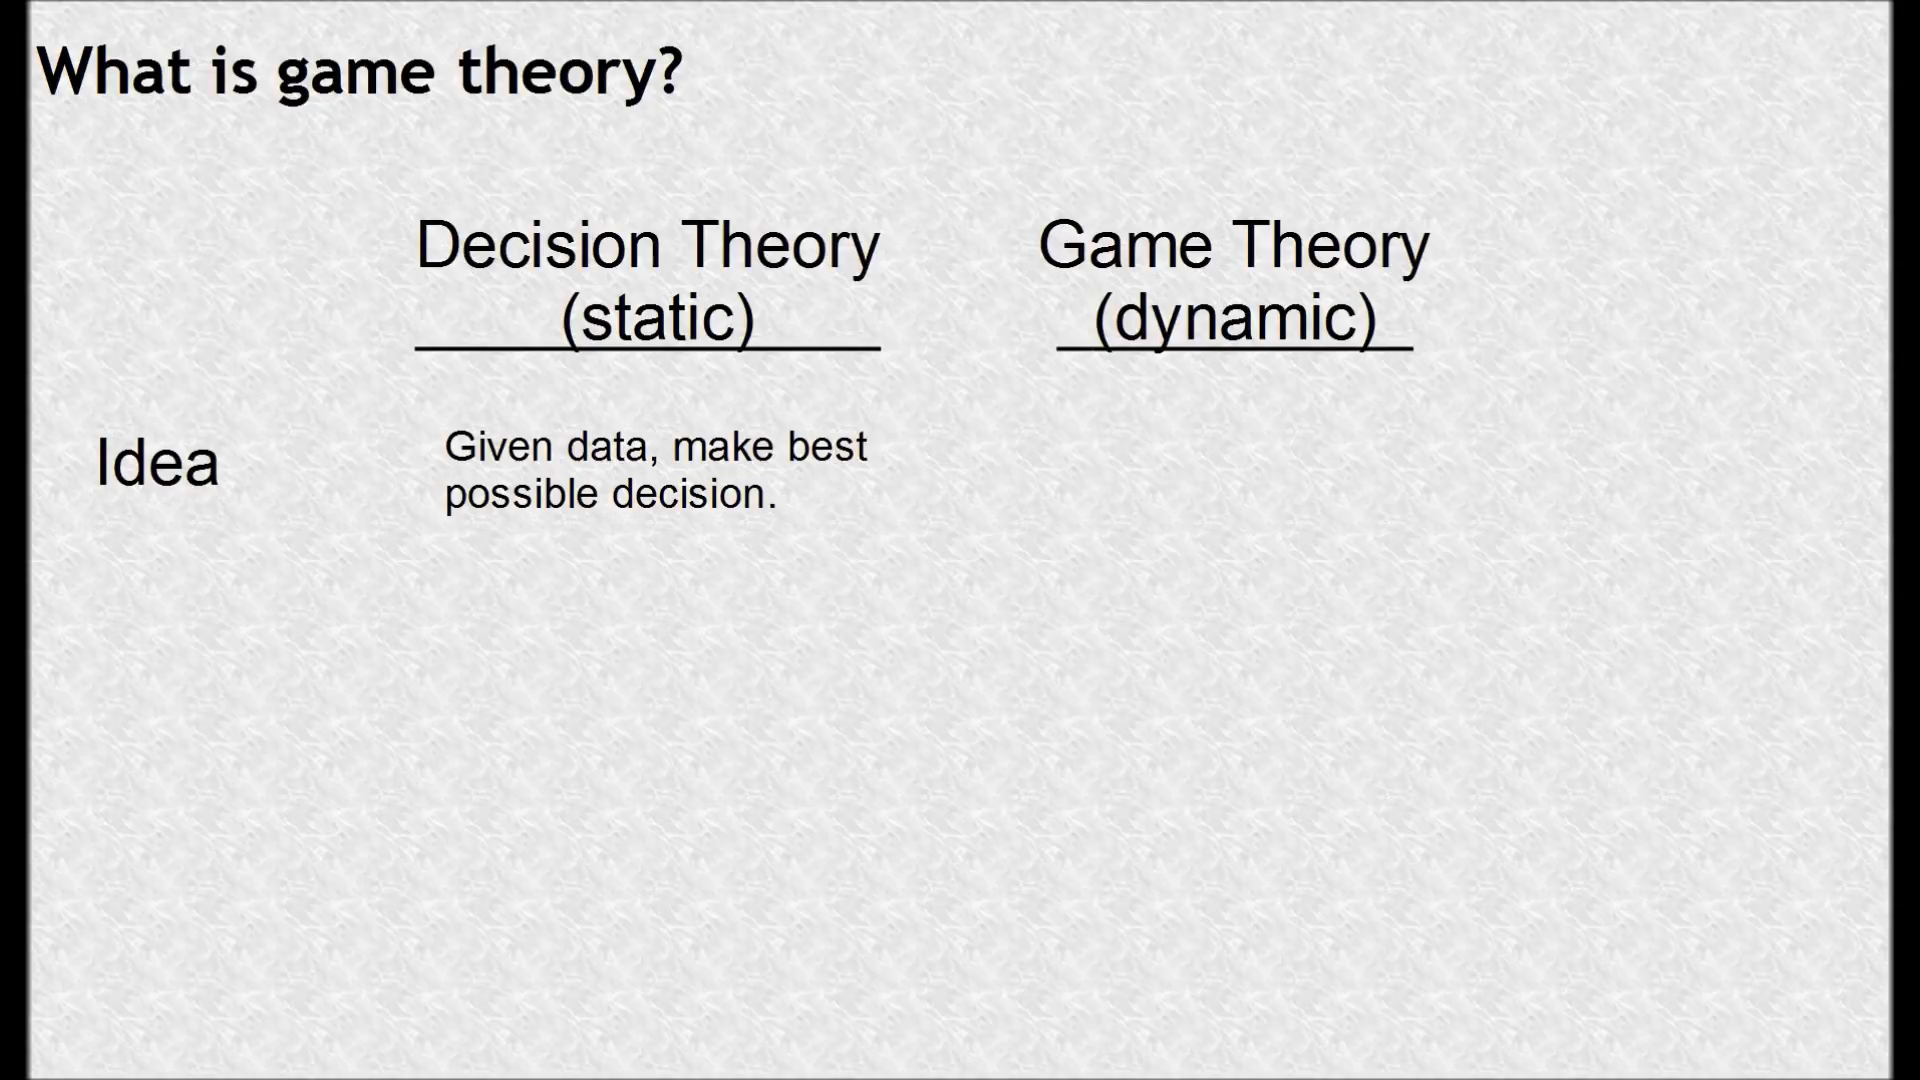 What is game theory?
Decision Theory
(static)
Game Theory
(dynamic)
Idea
Given data, make best
possible decision.